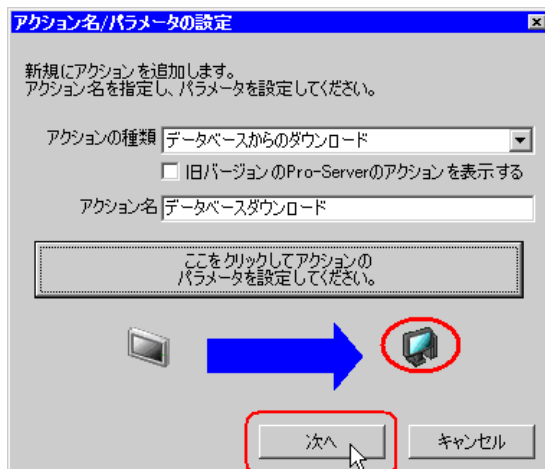 アクション名/パラメータの設定
新規にアクションを追加します。
アクション名を指定し、パラメータを設定してください。
アクションの種類 データベースからのダウンロード
旧バージョンのPro-Serverのアクションを表示する
アクション名 データベースダウンロード
ここをクリックしてアクションの
パラメータを設定してください。
次へ キャンセル